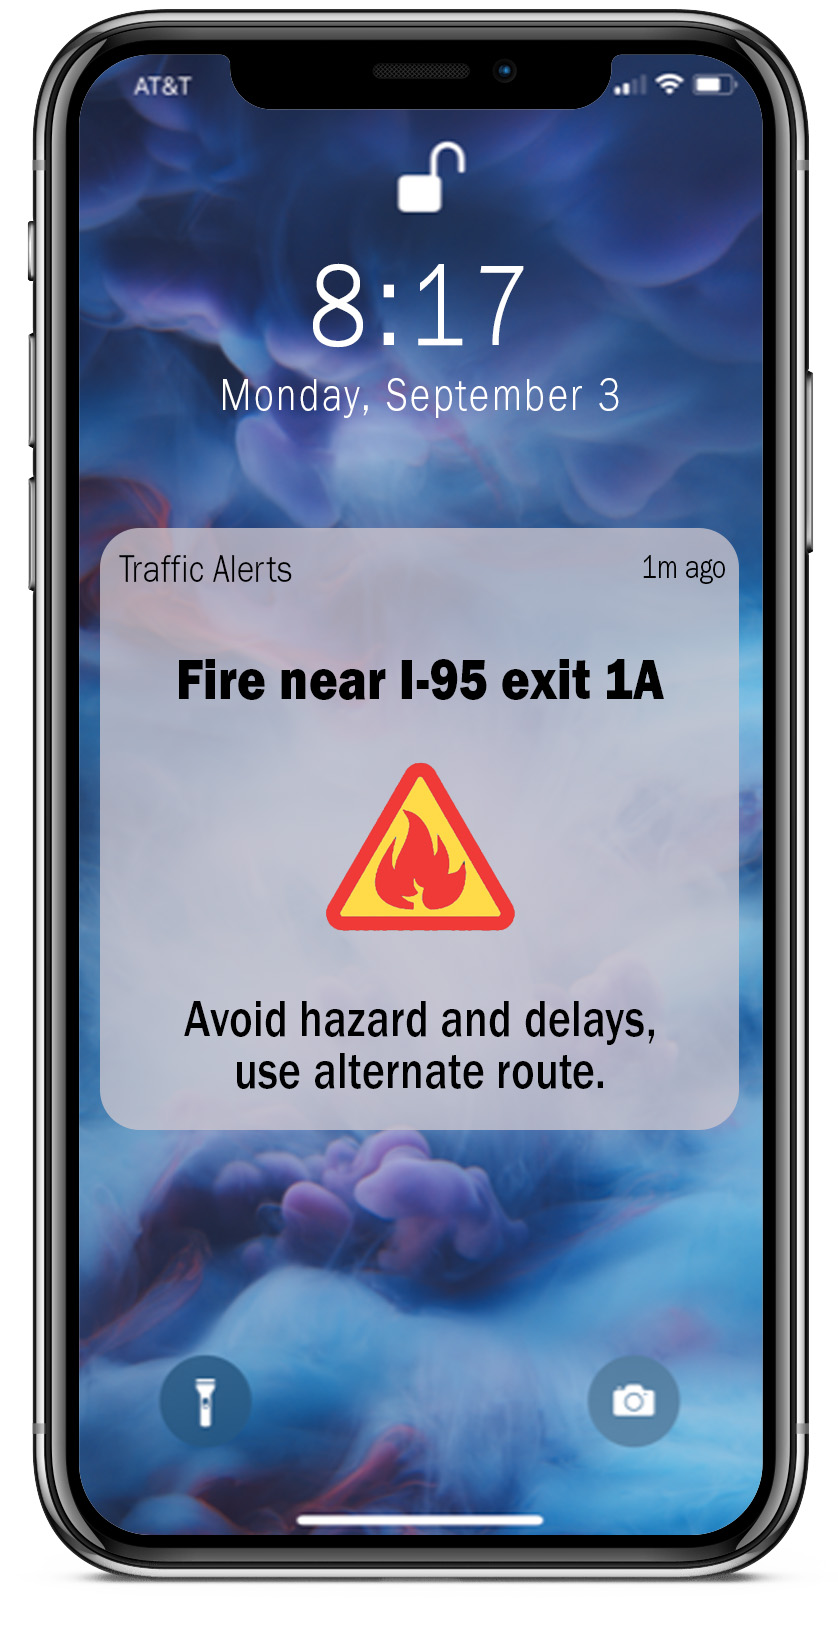 AT&T
8:17
Monday, September 3
Traffic Alerts 1m ago
Fire near I-95 exit 1A
Avoid hazard and delays,
use alternate route.